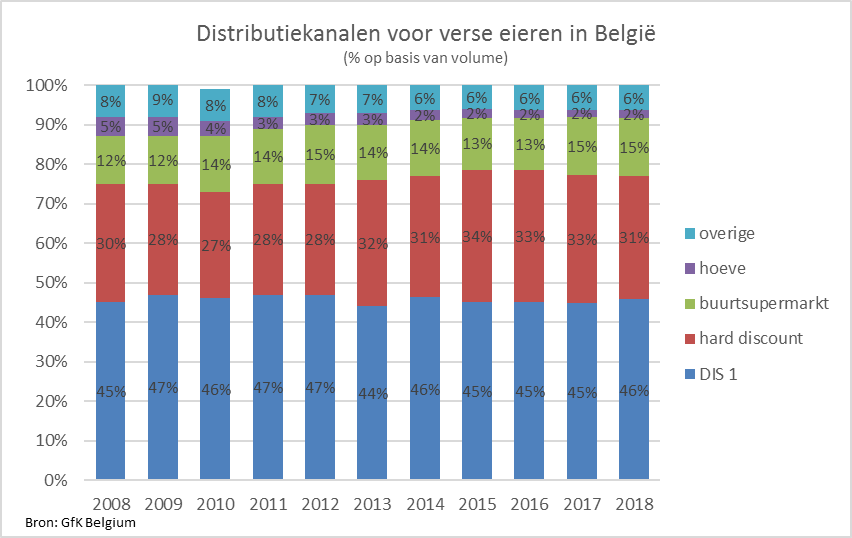 Distributiekanalen voor verse eieren in België
(% op basis van volume)
100%
90%
80%
70%
60%
50%
40%
30%
20%
10%
0%
8% 9% 8% 8% 7% 7% 6% 6% 6% 6% 6%
5% 5% 4% 3% 3% 3% 2% 2% 2% 2% 2%
12% 12% 14% 14% 15% 14% 14% 13% 13% 15% 15%
30% 28% 27% 28% 28% 32% 31% 34% 33% 33% 31%
45% 47% 46% 47% 47% 44% 46% 45% 45% 45% 46%
2008 2009 2010 2011 2012 2013 2014 2015 2016 2017 2018
overige
hoeve
buurtsupermarkt
hard discount
DIS 1
Bron: GfK Belgium